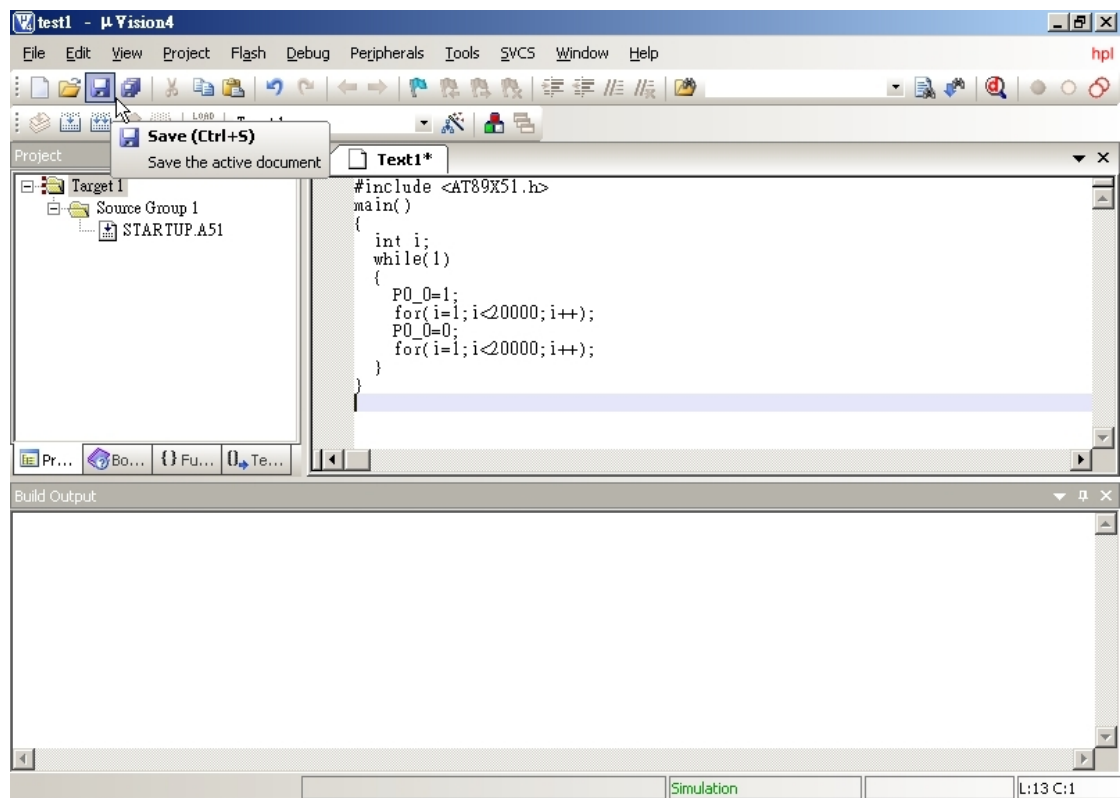 test1 - µVision4
File Edit View Project Flash Debug Peripherals Tools SVCS Window Help
hpl
LOAD
Save (Ctrl+S)
Save the active document
Project
Text1*
Target 1
Source Group 1
STARTUP.A51
#include <AT89X51.h>
main()
{
int i;
while(1)
{
P0_0=1;
for(i=1;i<20000;i++);
P0_0=0;
for(i=1;i<20000;i++);
}
}
Pr... Bo... {} Fu... 0 Te...
Build Output
Simulation
L:13 C:1